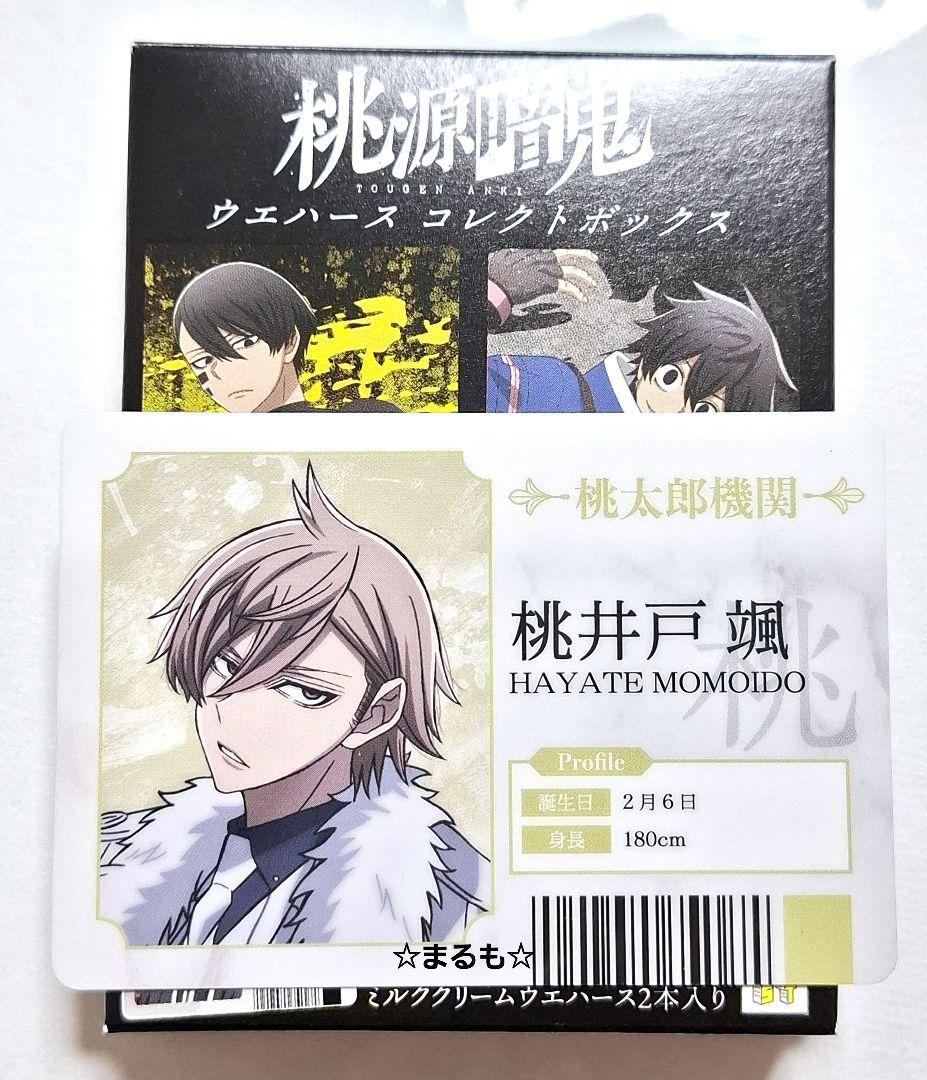 桃源暗鬼
TOUGEN ANKI
ウエハース コレクトボックス
桃太郎機関
桃井戸 颯
桃
HAYATE MOMOIDO
Profile
誕生日 2月6日
身長 180cm
☆まるも☆
ミルククリームウエハース2本入り